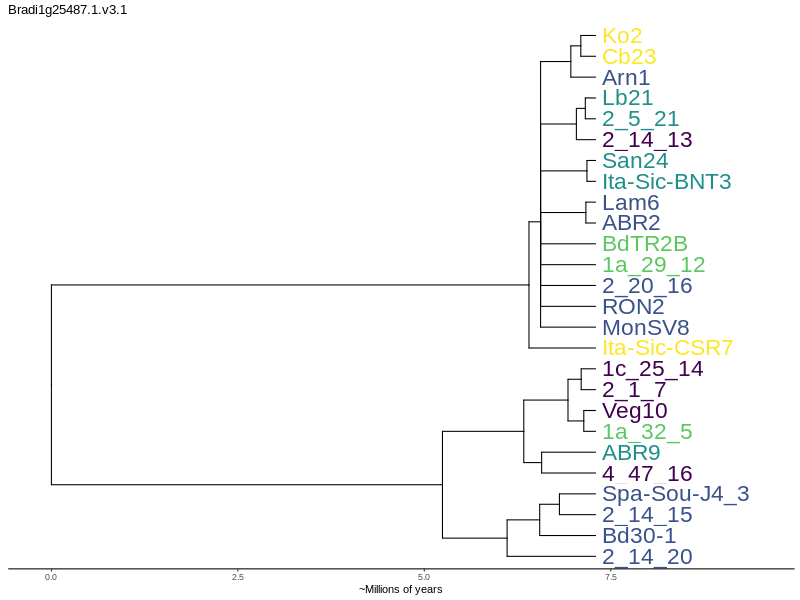 Bradi1g25487.1.v3.1
Ko2
Cb23
Arn1
Lb21
2_5_21
2_14_13
San24
Ita-Sic-BNT3
Lam6
ABR2
BdTR2B
1a_29_12
2_20_16
RON2
MonSV8
Ita-Sic-CSR7
1c_25_14
2_1_7
Veg10
1a_32_5
ABR9
4_47_16
Spa-Sou-J4_3
2_14_15
Bd30-1
2_14_20
0.0 2.5 5.0 7.5
~Millions of years